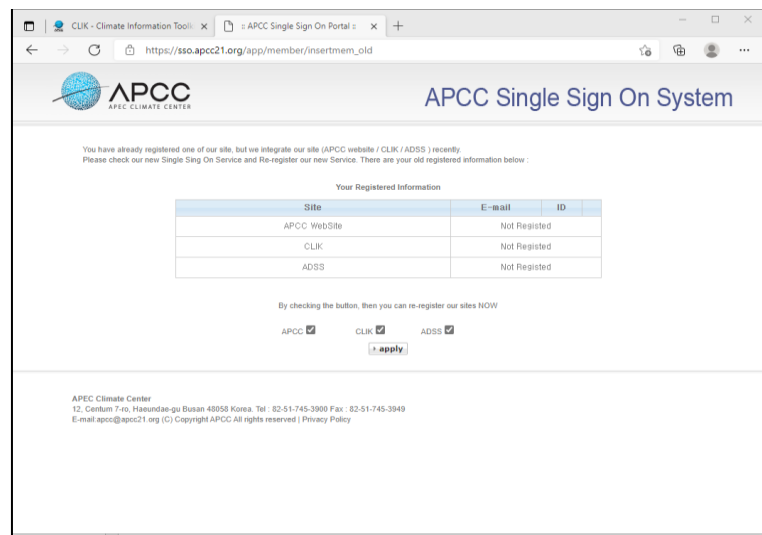 CLIK - Climate Information Toolk
:: APCC Single Sign On Portal ::
https://sso.apcc21.org/app/member/insertmem_old
APCC
APEC CLIMATE CENTER
APCC Single Sign On System
You have already registered one of our site, but we integrate our site (APCC website / CLIK / ADSS ) recently.
Please check our new Single Sing On Service and Re-register our new Service. There are your old registered information below :
Your Registered Information
Site E-mail ID
APCC WebSite Not Registed
CLIK Not Registed
ADSS Not Registed
By checking the button, then you can re-register our sites NOW
APCC CLIK ADSS
apply
APEC Climate Center
12, Centum 7-ro, Haeundae-gu Busan 48058 Korea. Tel : 82-51-745-3900 Fax : 82-51-745-3949
E-mail:apcc@apcc21.org (C) Copyright APCC All rights reserved | Privacy Policy